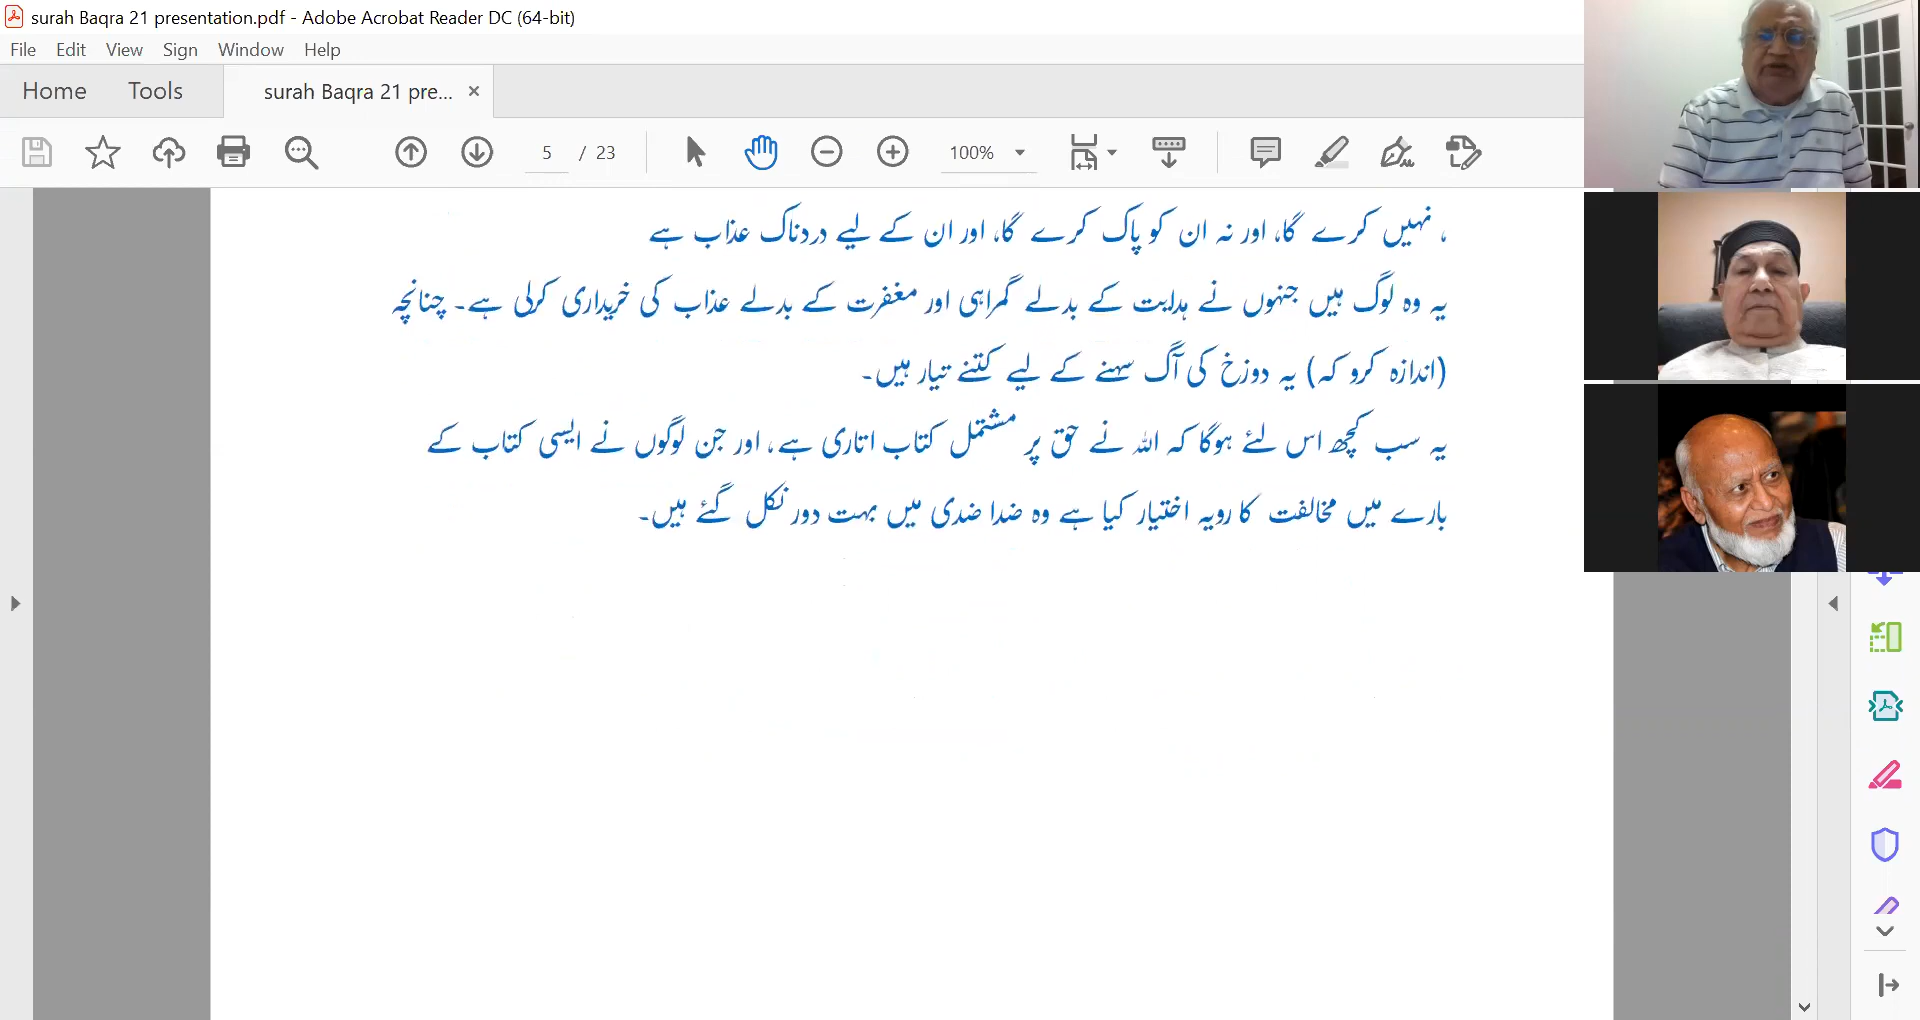 surah Baqra 21 presentation.pdf - Adobe Acrobat Reader DC (64-bit)
File Edit View Sign Window Help
Home Tools surah Baqra 21 pre... ×
5 / 23 100%
، نہیں کرے گا، اور نہ ان کو پاک کرے گا، اور ان کے لیے دردناک عذاب ہے
یہ وہ لوگ ہیں جنہوں نے ہدایت کے بدلے گمراہی اور مغفرت کے بدلے عذاب کی خریداری کرلی ہے۔ چنانچہ
(اندازہ کرو کہ) یہ دوزخ کی آگ سہنے کے لیے کتنے تیار ہیں۔
یہ سب کچھ اس لئے ہوگا کہ اللہ نے حق پر مشتمل کتاب اتاری ہے، اور جن لوگوں نے ایسی کتاب کے
بارے میں مخالفت کا رویہ اختیار کیا ہے وہ ضدا ضدی میں بہت دور نکل گئے ہیں۔